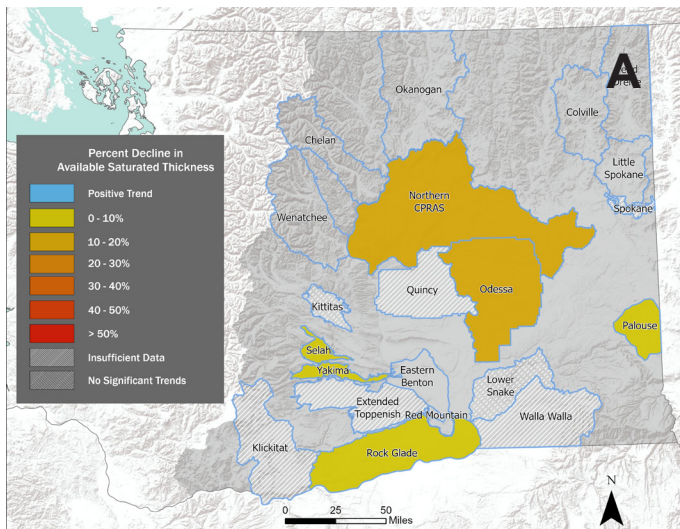 A
Okanogan
Colville
Chelan
Little
Spokane
Spokane
Wenatchee
Northern
CPRAS
Quincy
Odessa
Kittitas
Palouse
Selah
Yakima
Eastern
Benton
Lower
Snake
Extended
Toppenish
Red Mountain
Walla Walla
Klickitat
Rock Glade
Percent Decline in
Available Saturated Thickness
Positive Trend
0 - 10%
10 - 20%
20 - 30%
30 - 40%
40 - 50%
> 50%
Insufficient Data
No Significant Trends
N
0 25 50
Miles